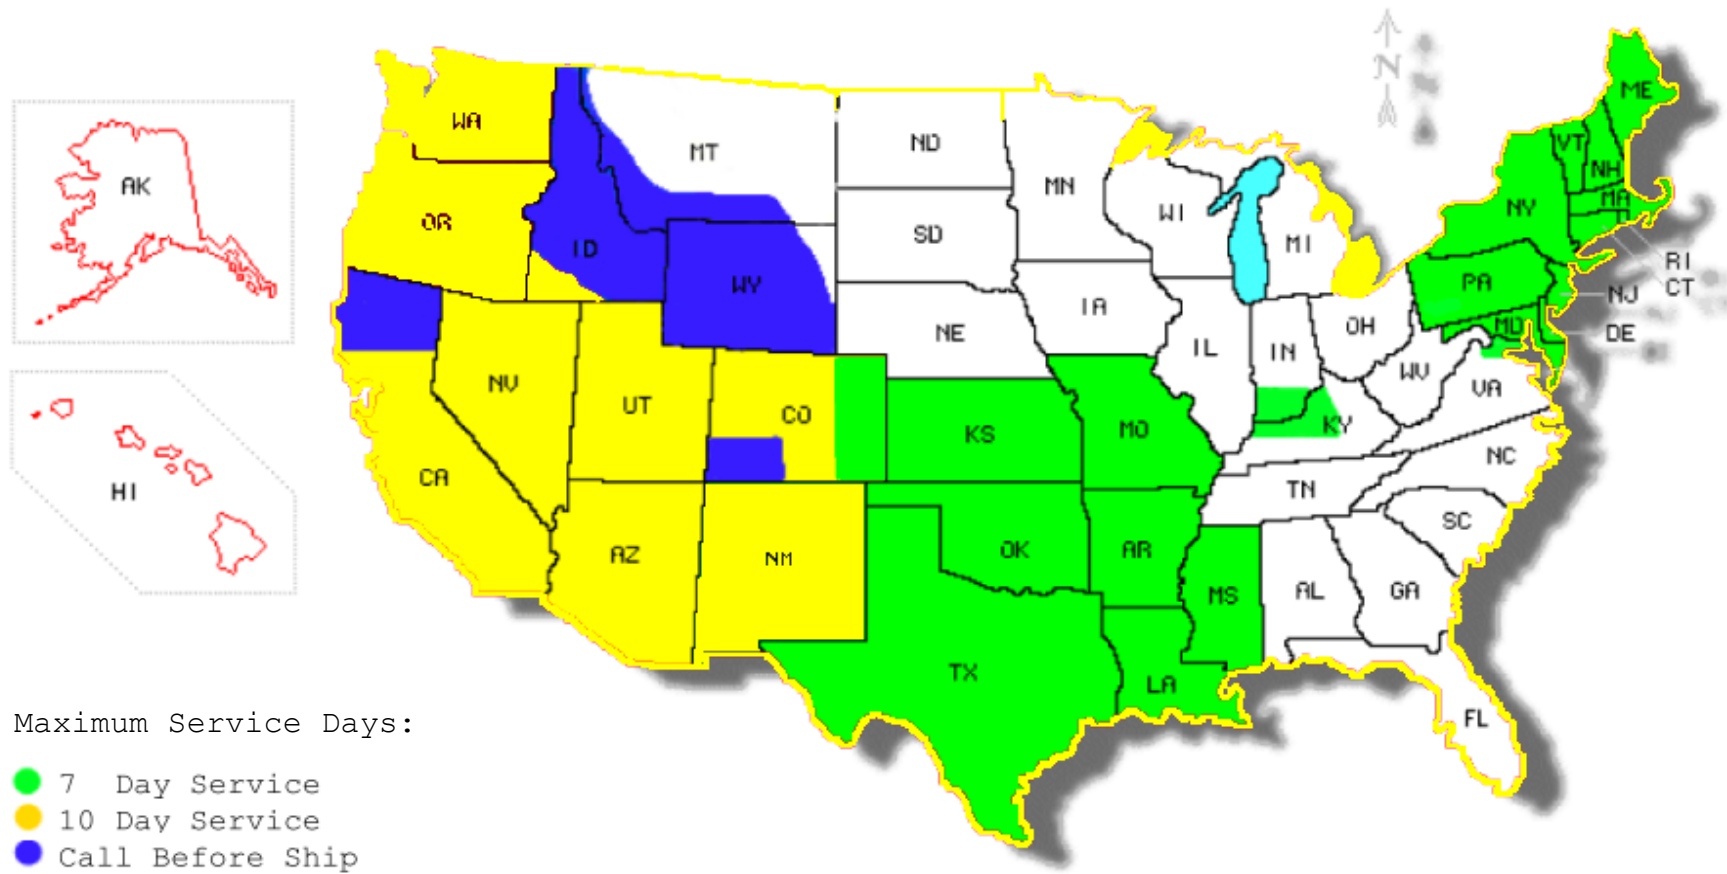 N
AK
HI
WA
OR
ID
MT
WY
NV
UT
CO
CA
AZ
NM
ND
SD
NE
KS
OK
TX
MN
IA
MO
AR
LA
WI
IL
MI
IN
OH
KY
TN
MS
AL
GA
FL
SC
NC
VA
WV
PA
NY
VT
NH
ME
MA
RI
CT
NJ
DE
MD
Maximum Service Days:
7 Day Service
10 Day Service
Call Before Ship